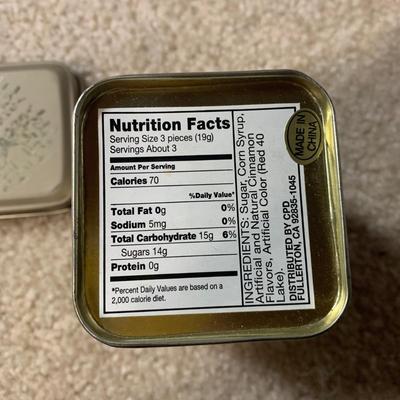 Nutrition Facts
Serving Size 3 pieces (19g)
Servings About 3
Amount Per Serving
Calories 70
%Daily Value*
Total Fat 0g 0%
Sodium 5mg 0%
Total Carbohydrate 15g 6%
Sugars 14g
Protein 0g
*Percent Daily Values are based on a
2,000 calorie diet.
INGREDIENTS: Sugar, Corn Syrup,
Artificial and Natural Cinnamon
Flavors, Artificial Color (Red 40
Lake).
DISTRIBUTED BY CPD
FULLERTON, CA 92835-1045
MADE IN
CHINA